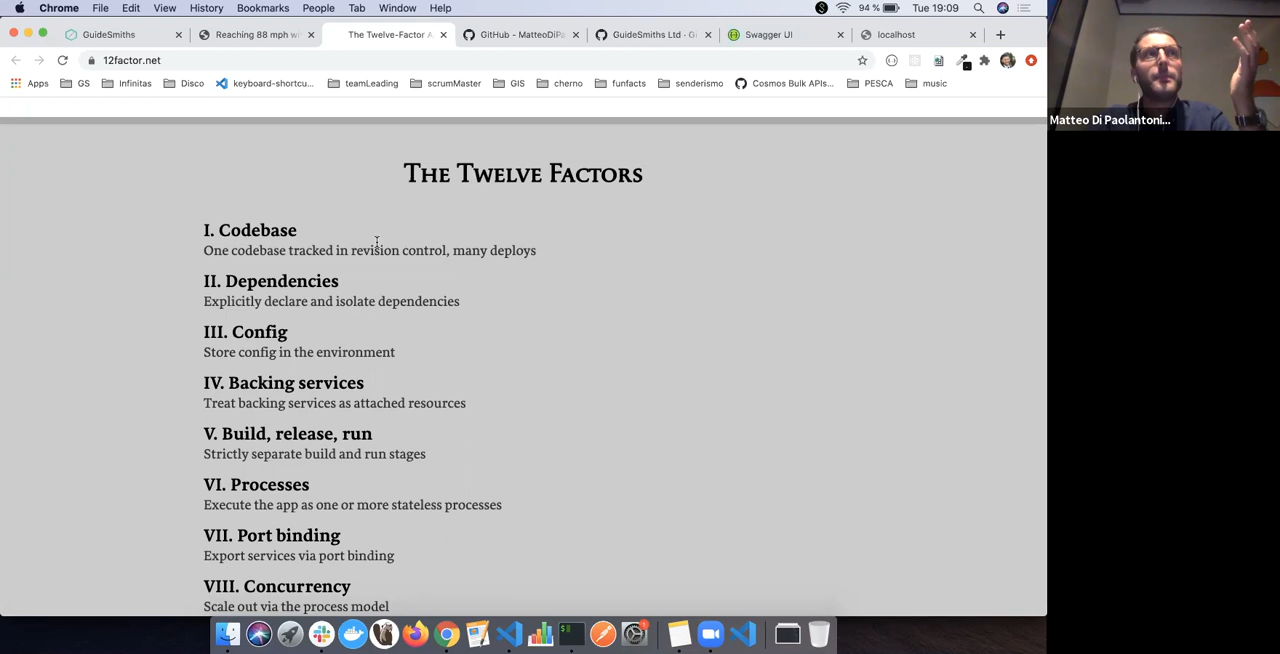 Chrome File Edit View History Bookmarks People Tab Window Help 94 % Tue 19:09
GuideSmiths Reaching 88 mph w The Twelve-Factor A GitHub - MatteoDiPa GuideSmiths Ltd - G Swagger UI localhost
12factor.net
Apps GS Infinitas Disco keyboard-shortcu... teamLeading scrumMaster GIS cherno funfacts senderismo Cosmos Bulk APIs... PESCA music
Matteo Di Paolantoni...
The Twelve Factors
I. Codebase
One codebase tracked in revision control, many deploys
II. Dependencies
Explicitly declare and isolate dependencies
III. Config
Store config in the environment
IV. Backing services
Treat backing services as attached resources
V. Build, release, run
Strictly separate build and run stages
VI. Processes
Execute the app as one or more stateless processes
VII. Port binding
Export services via port binding
VIII. Concurrency
Scale out via the process model